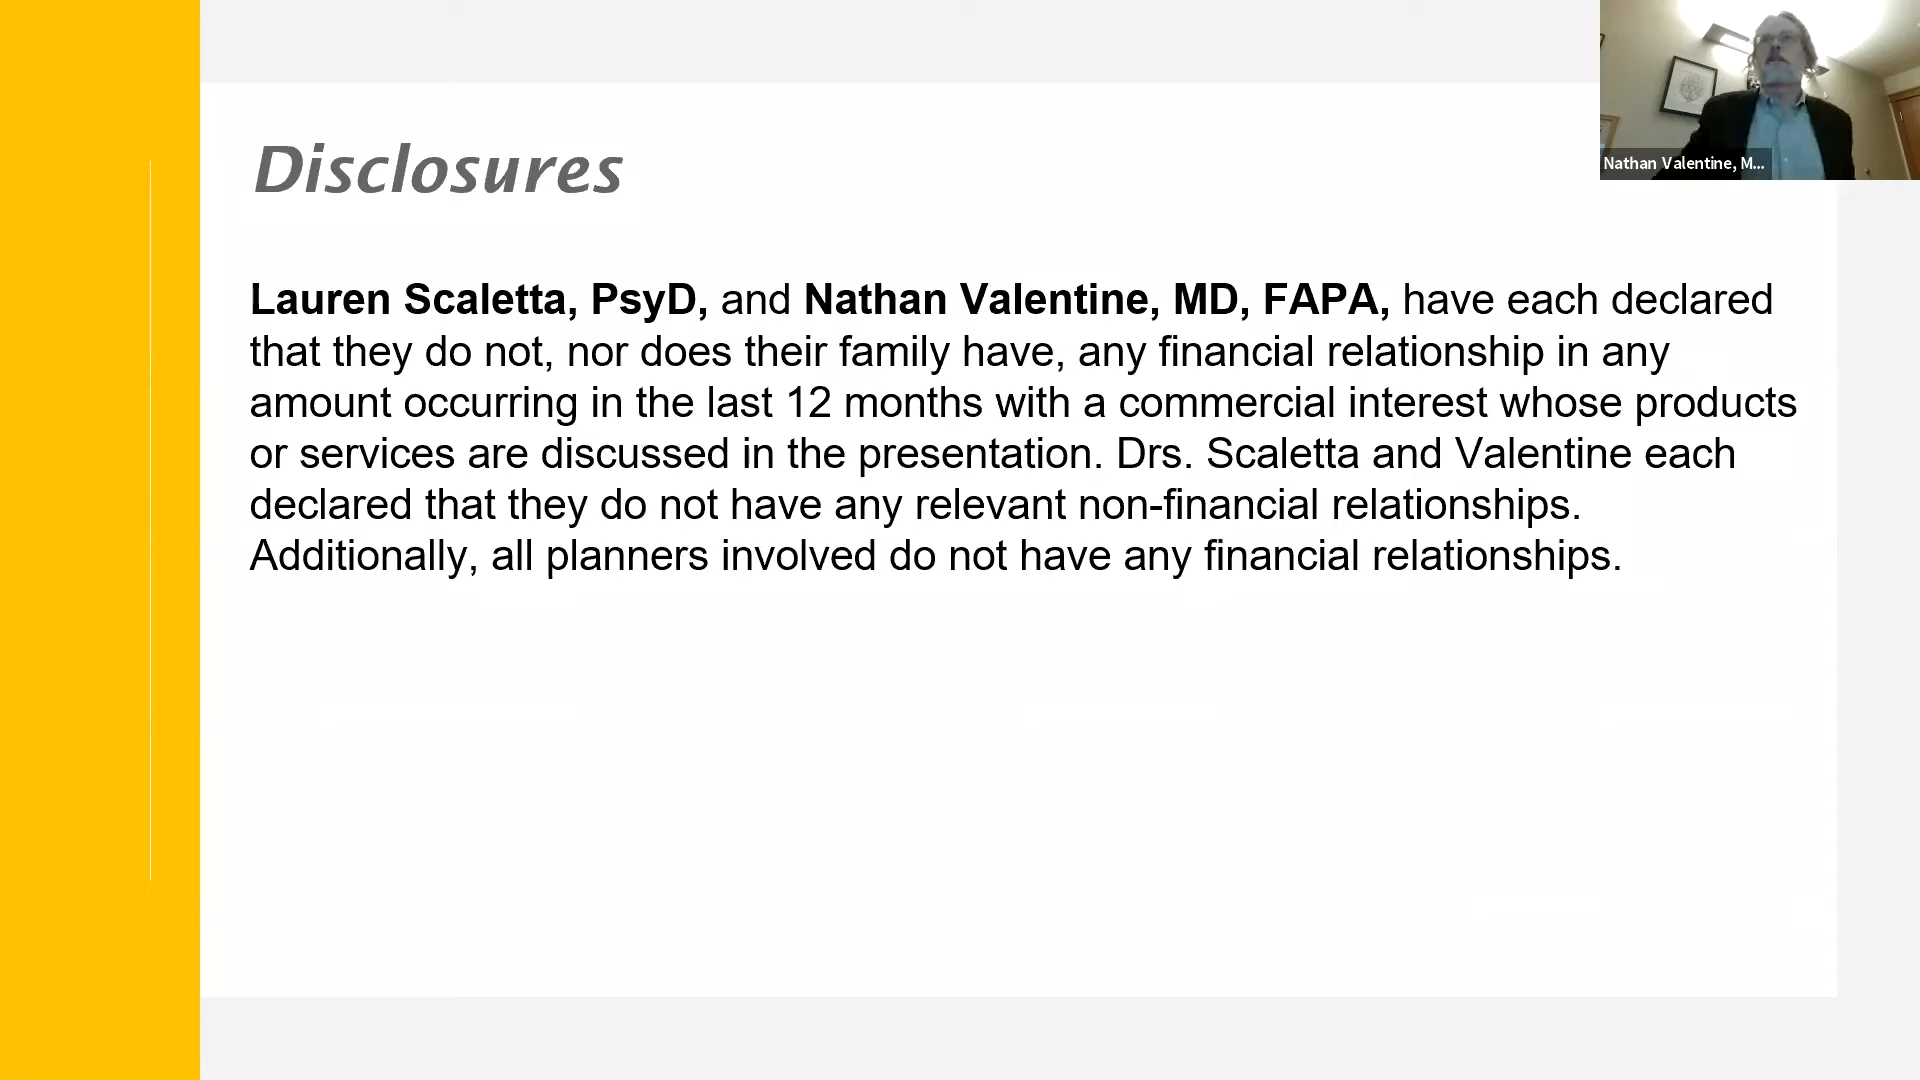 Disclosures
Lauren Scaletta, PsyD, and Nathan Valentine, MD, FAPA, have each declared
that they do not, nor does their family have, any financial relationship in any
amount occurring in the last 12 months with a commercial interest whose products
or services are discussed in the presentation. Drs. Scaletta and Valentine each
declared that they do not have any relevant non-financial relationships.
Additionally, all planners involved do not have any financial relationships.
Nathan Valentine, M...